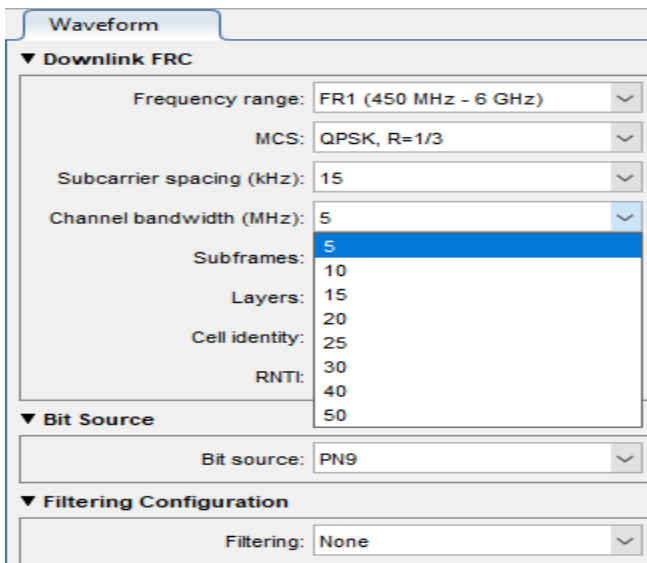 Waveform
▼ Downlink FRC
Frequency range: FR1 (450 MHz - 6 GHz)
MCS: QPSK, R=1/3
Subcarrier spacing (kHz): 15
Channel bandwidth (MHz): 5
Subframes: 5
10
Layers: 15
20
Cell identity: 25
30
RNTI: 40
50
▼ Bit Source
Bit source: PN9
▼ Filtering Configuration
Filtering: None